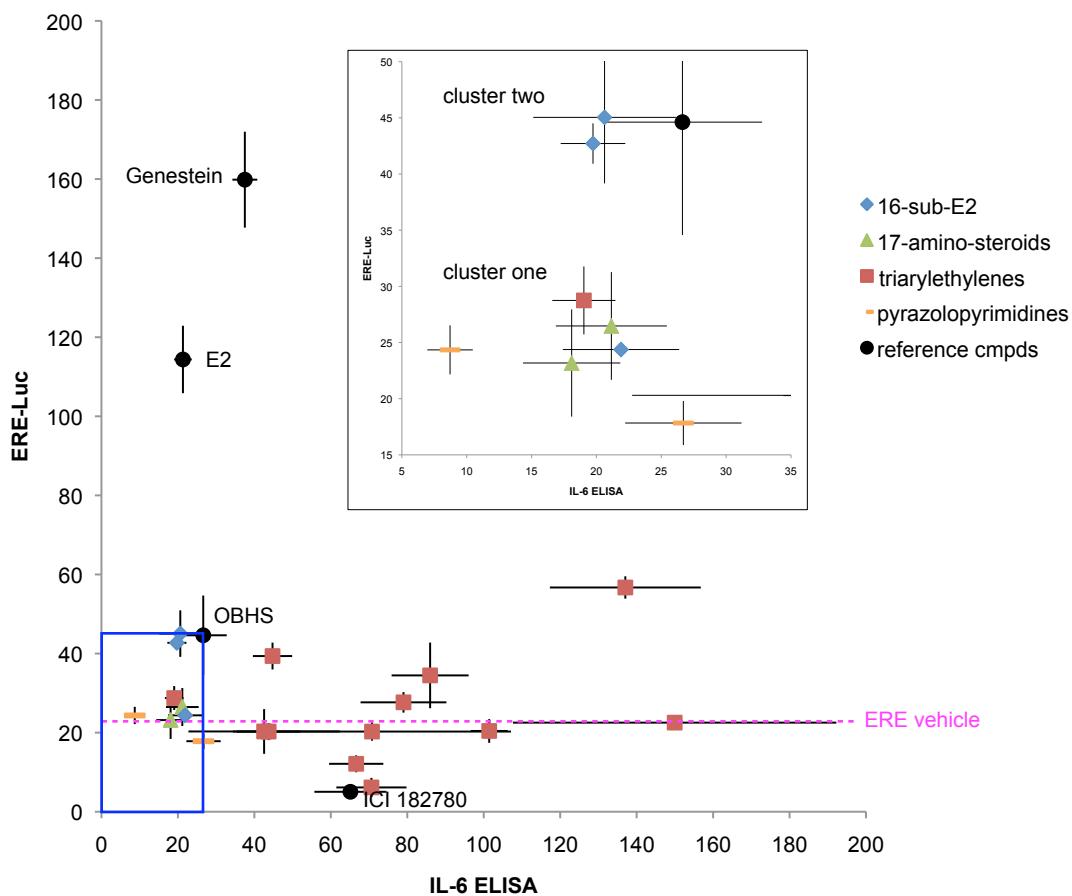 200
180
160
140
120
100
80
60
40
20
0
ERE-Luc
0 20 40 60 80 100 120 140 160 180 200
IL-6 ELISA
Genestein
E2
OBHS
ICI 182780
ERE vehicle
50
45
40
35
30
25
20
15
ERE-Luc
cluster two
cluster one
5 10 15 20 25 30 35
IL-6 ELISA
16-sub-E2
17-amino-steroids
triarylethylenes
pyrazolopyrimidines
reference cmpds